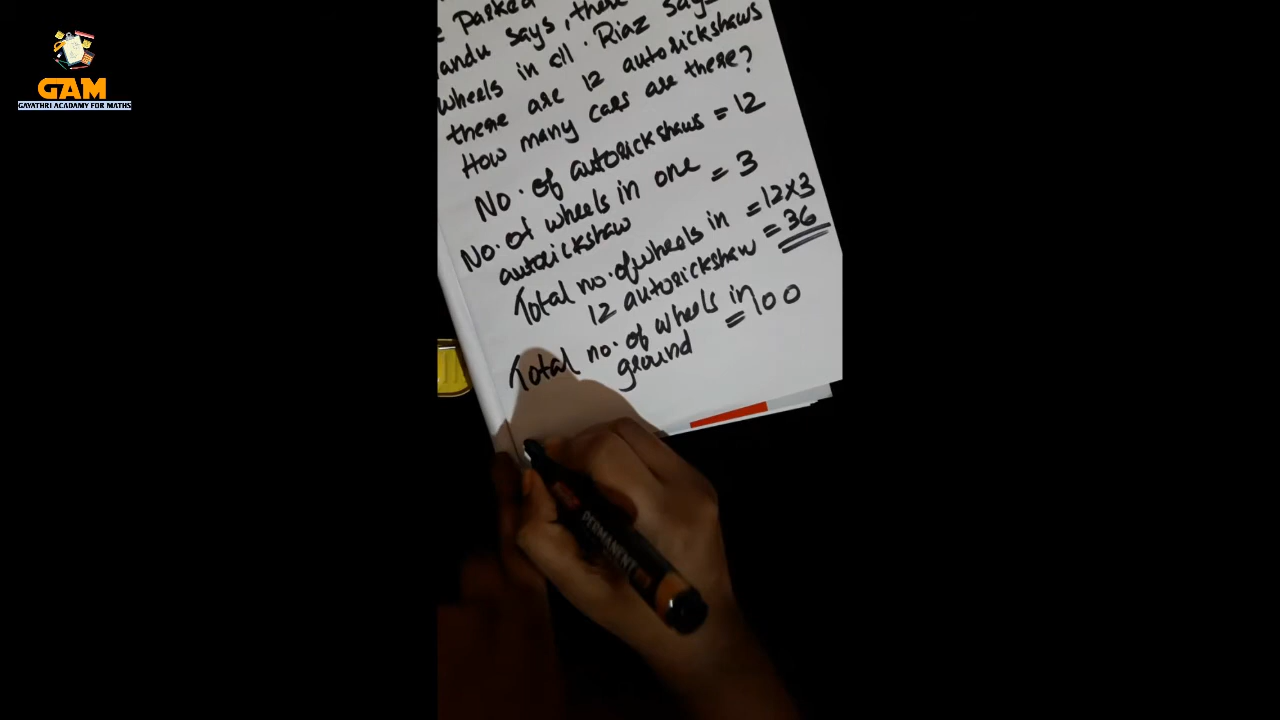 GAM
GAYATHRI ACADAMY FOR MATHS
Parked
says, there
wheels in all. Riaz says
there are 12 autorickshaws
How many cars are there?
No. of autorickshaws = 12
No. of wheels in one = 3
autorickshaw
Total no. of wheels in = 12x3
12 autorickshaw = 36
Total no. of wheels in = 100
ground
PERMANENT